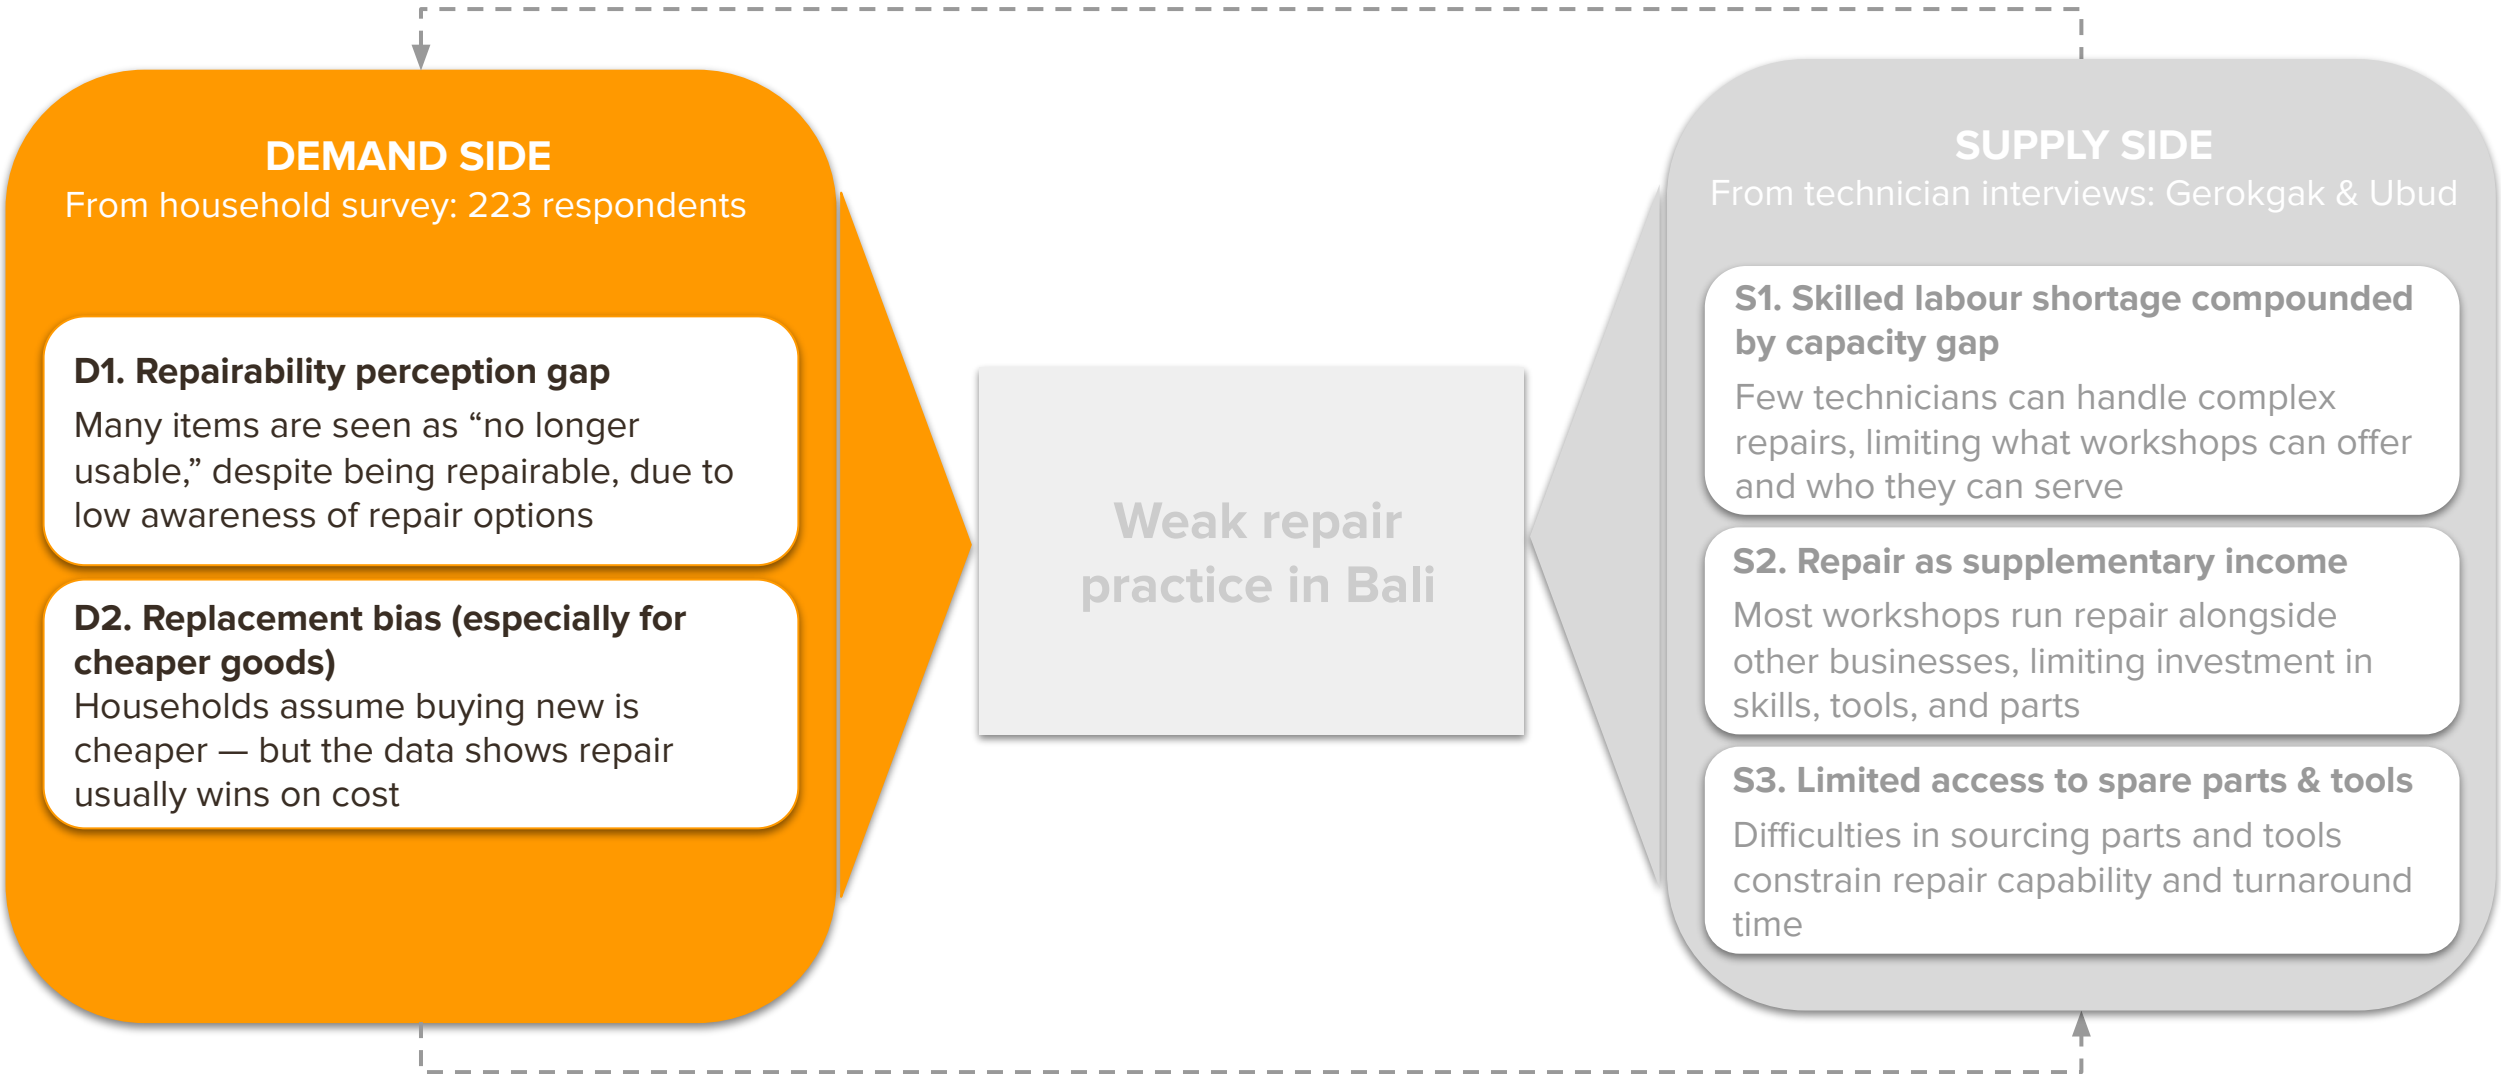 DEMAND SIDE
From household survey: 223 respondents
D1. Repairability perception gap
Many items are seen as “no longer
usable,” despite being repairable, due to
low awareness of repair options
D2. Replacement bias (especially for
cheaper goods)
Households assume buying new is
cheaper — but the data shows repair
usually wins on cost
Weak repair
practice in Bali
SUPPLY SIDE
From technician interviews: Gerokgak & Ubud
S1. Skilled labour shortage compounded
by capacity gap
Few technicians can handle complex
repairs, limiting what workshops can offer
and who they can serve
S2. Repair as supplementary income
Most workshops run repair alongside
other businesses, limiting investment in
skills, tools, and parts
S3. Limited access to spare parts & tools
Difficulties in sourcing parts and tools
constrain repair capability and turnaround
time